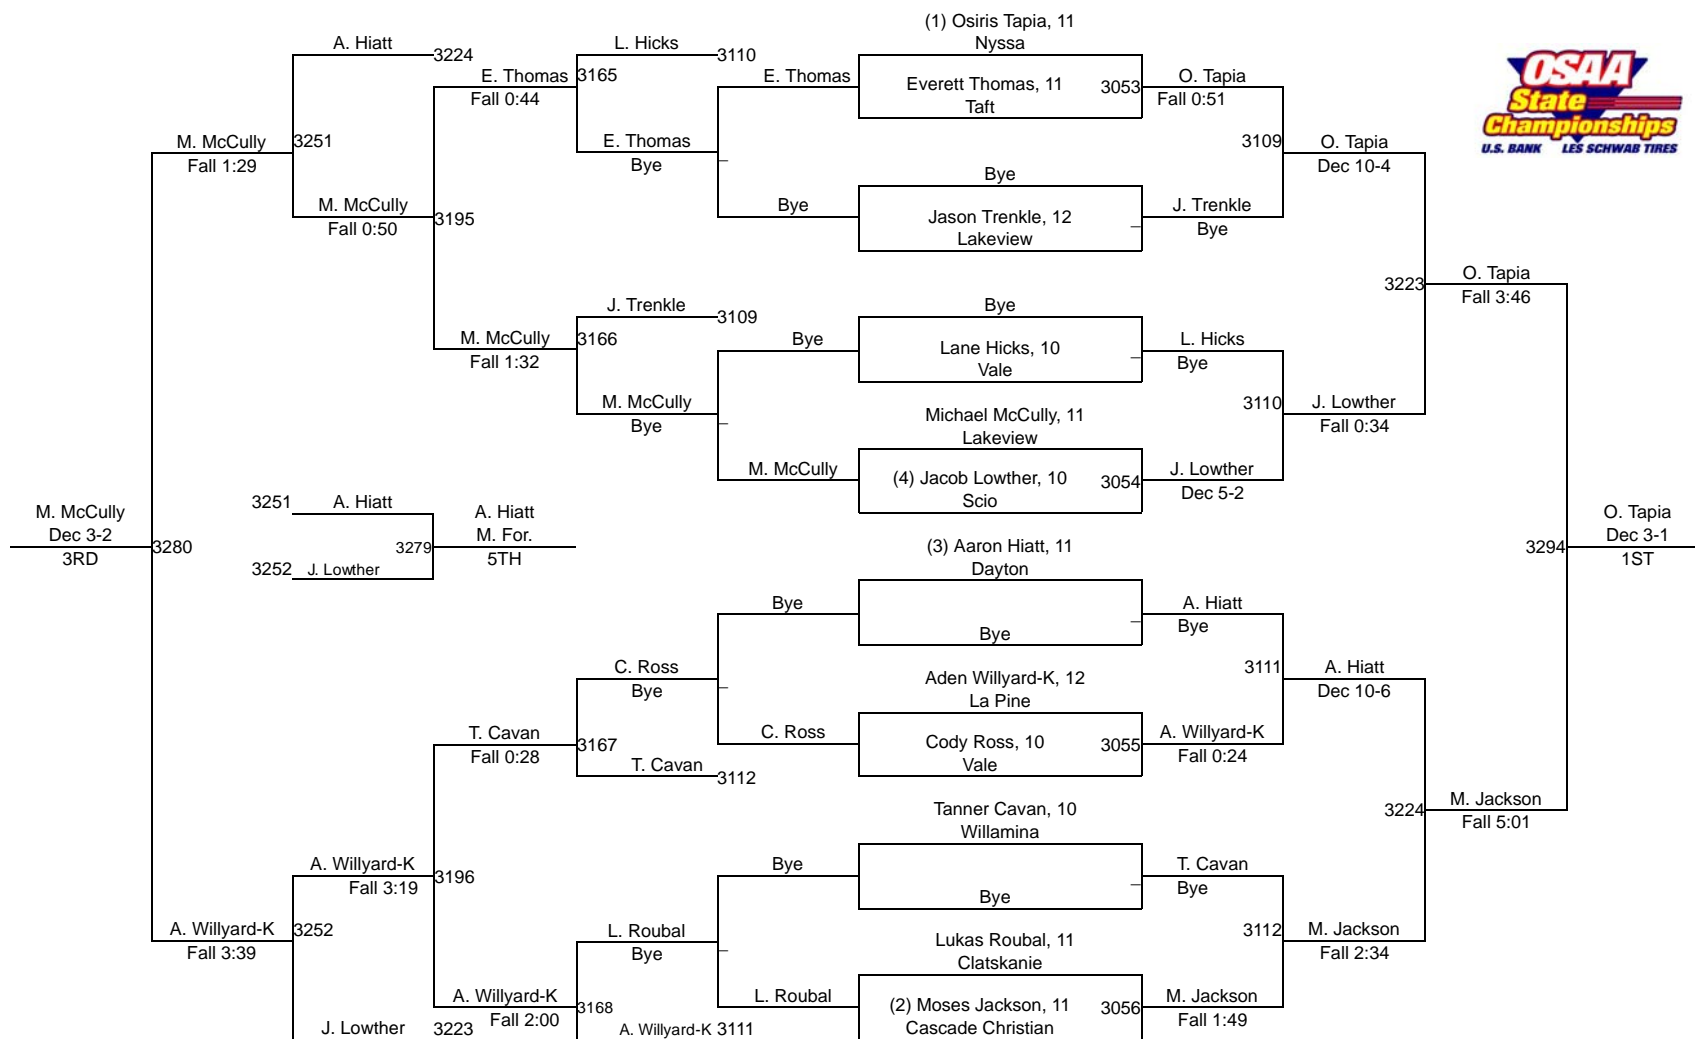 (1) Osiris Tapia, 11
Nyssa
A. Hiatt
3224
L. Hicks
3110
E. Thomas
3165
Fall 0:44
E. Thomas
Everett Thomas, 11
Taft
3053
O. Tapia
Fall 0:51
OSAA
State
Championships
U.S. BANK LES SCHWAB TIRES
M. McCully
Fall 1:29
3251
E. Thomas
Bye
3109
O. Tapia
Dec 10-4
Bye
M. McCully
Fall 0:50
3195
Bye
Jason Trenkle, 12
Lakeview
J. Trenkle
Bye
3223
O. Tapia
Fall 3:46
J. Trenkle
3109
Bye
M. McCully
Fall 1:32
3166
Bye
Lane Hicks, 10
Vale
L. Hicks
Bye
M. McCully
Bye
Michael McCully, 11
Lakeview
3110
J. Lowther
Fall 0:34
M. McCully
(4) Jacob Lowther, 10
Scio
3054
J. Lowther
Dec 5-2
M. McCully
Dec 3-2
3RD
3280
3251
A. Hiatt
3252
J. Lowther
3279
A. Hiatt
M. For.
5TH
(3) Aaron Hiatt, 11
Dayton
3294
O. Tapia
Dec 3-1
1ST
Bye
Bye
A. Hiatt
Bye
C. Ross
Bye
Aden Willyard-K, 12
La Pine
3111
A. Hiatt
Dec 10-6
T. Cavan
Fall 0:28
3167
T. Cavan
3112
C. Ross
Cody Ross, 10
Vale
3055
A. Willyard-K
Fall 0:24
Tanner Cavan, 10
Willamina
3224
M. Jackson
Fall 5:01
A. Willyard-K
Fall 3:19
3196
Bye
Bye
T. Cavan
Bye
A. Willyard-K
Fall 3:39
3252
L. Roubal
Bye
Lukas Roubal, 11
Clatskanie
3112
M. Jackson
Fall 2:34
A. Willyard-K
Fall 2:00
3168
L. Roubal
(2) Moses Jackson, 11
Cascade Christian
3056
M. Jackson
Fall 1:49
J. Lowther
3223
A. Willyard-K
3111